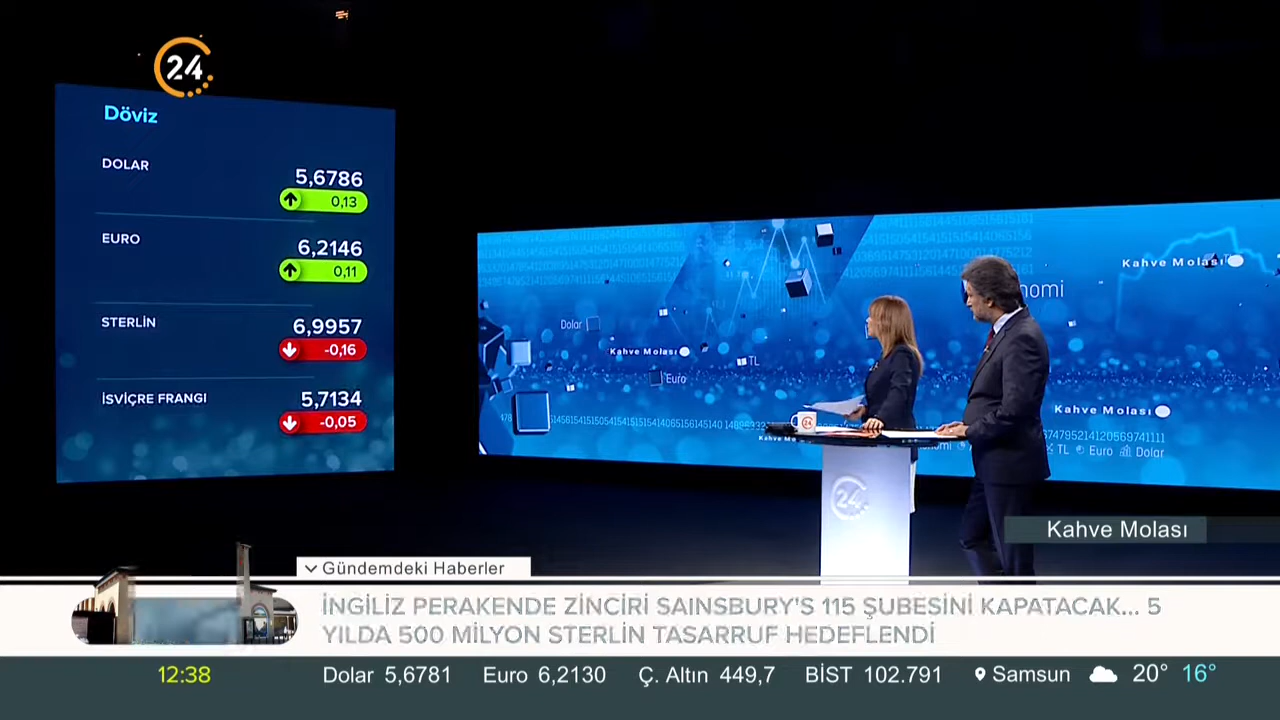 24
Döviz
DOLAR
5,6786
0,13
EURO
6,2146
0,11
STERLİN
6,9957
-0,16
İSVİÇRE FRANGI
5,7134
-0,05
Kahve Molası
nomi
Dolar
Kahve Molası
TL
Euro
Kahve Molası
24
TL Euro Dolar
24
Kahve Molası
Gündemdeki Haberler
İNGİLİZ PERAKENDE ZİNCİRİ SAINSBURY'S 115 ŞUBESİNİ KAPATACAK... 5
YILDA 500 MİLYON STERLİN TASARRUF HEDEFLENDİ
12:38 Dolar 5,6781 Euro 6,2130 Ç. Altın 449,7 BİST 102.791 Samsun 20° 16°